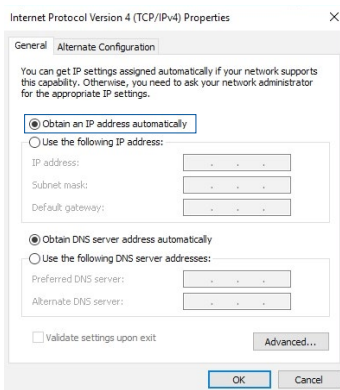 Internet Protocol Version 4 (TCP/IPv4) Properties
General
Alternate Configuration
You can get IP settings assigned automatically if your network supports
this capability. Otherwise, you need to ask your network administrator
for the appropriate IP settings.
Obtain an IP address automatically
Use the following IP address:
IP address:
Subnet mask:
Default gateway:
Obtain DNS server address automatically
Use the following DNS server addresses:
Preferred DNS server:
Alternate DNS server:
Validate settings upon exit
Advanced...
OK
Cancel